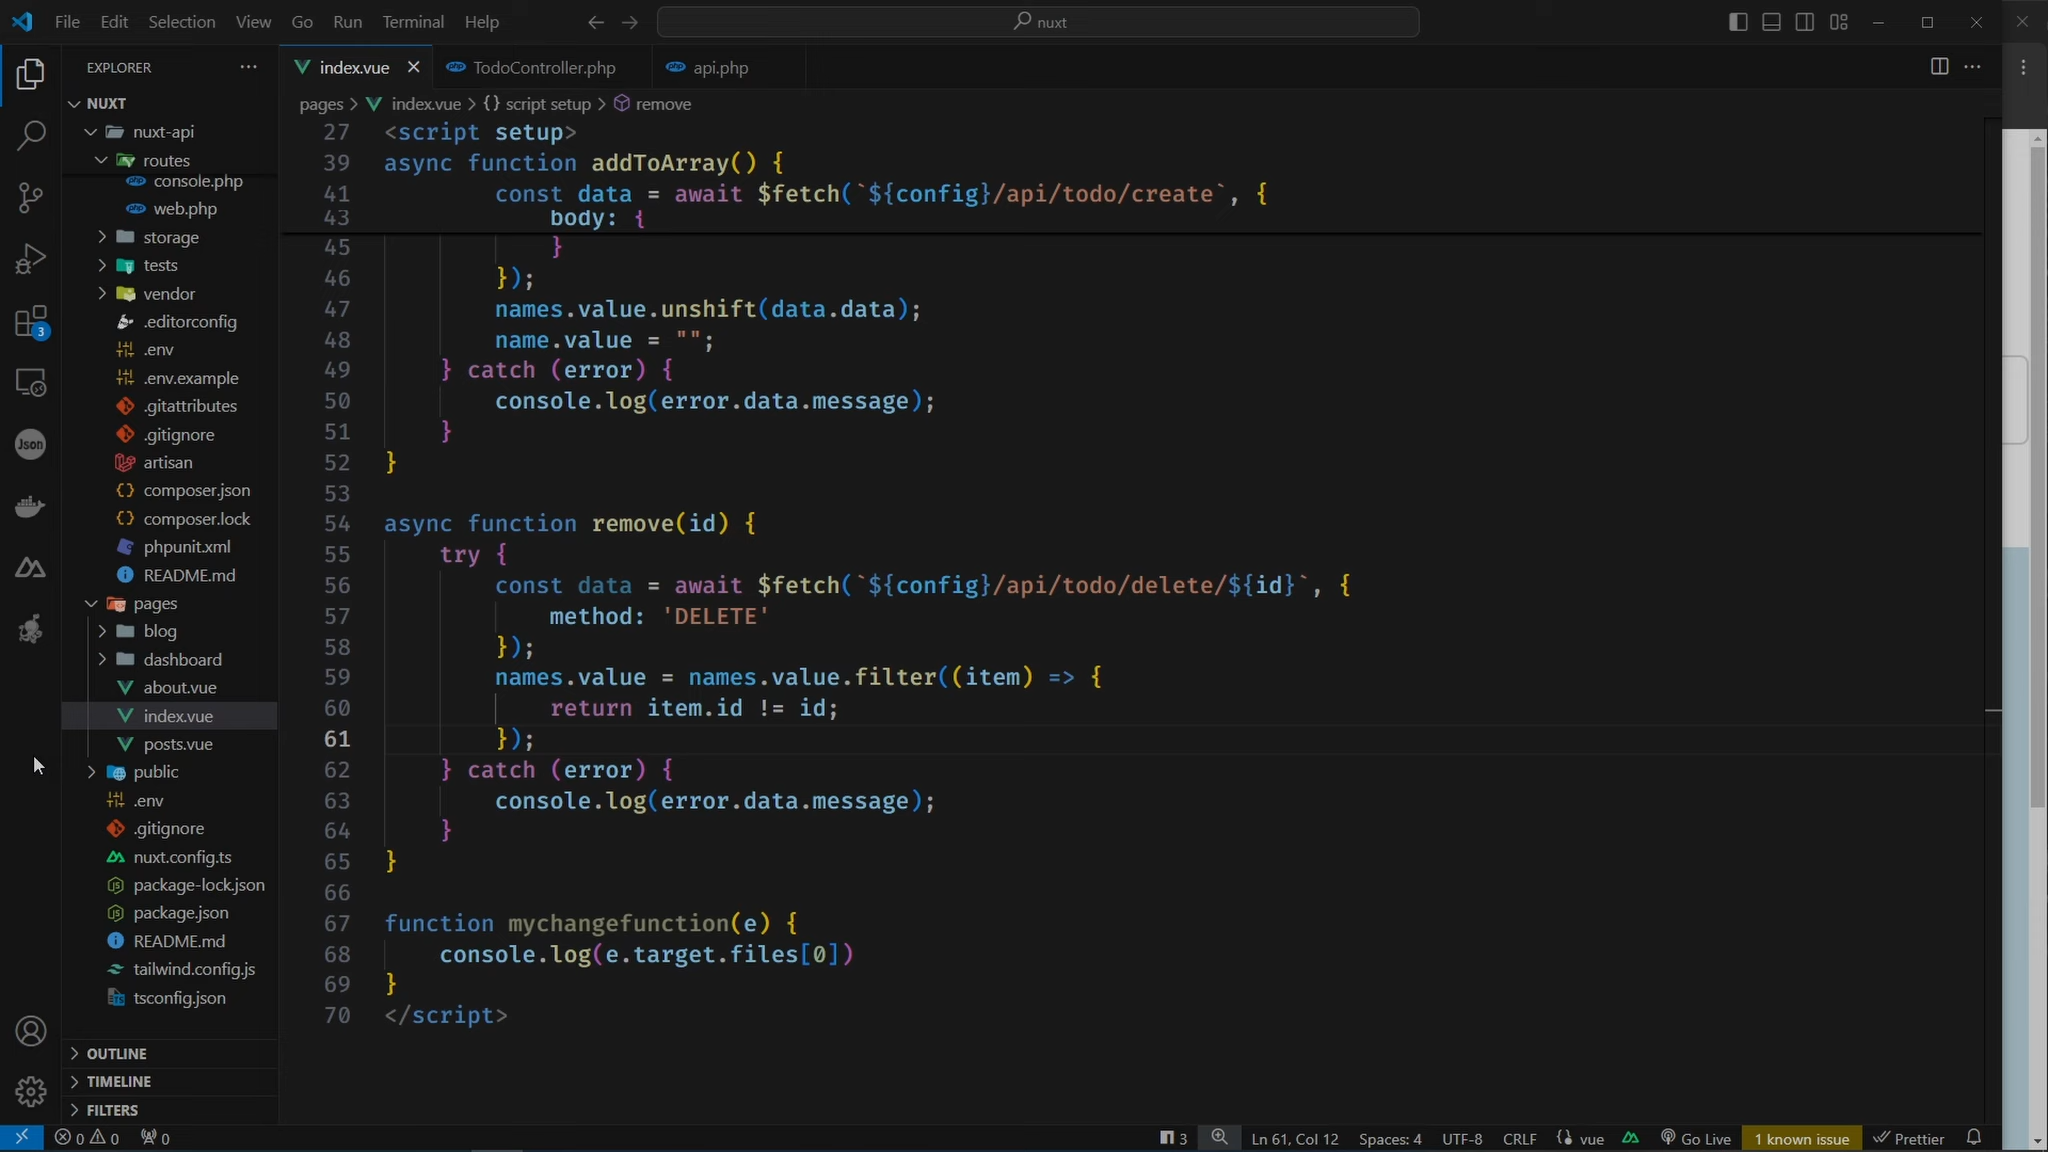 File Edit Selection View Go Run Terminal Help
nuxt
EXPLORER
index.vue
TodoController.php
api.php
NUXT
pages > index.vue > {} script setup > remove
nuxt-api
routes
console.php
web.php
storage
tests
vendor
.editorconfig
.env
.env.example
.gitattributes
.gitignore
artisan
composer.json
composer.lock
phpunit.xml
README.md
pages
blog
dashboard
about.vue
index.vue
posts.vue
public
.env
.gitignore
nuxt.config.ts
package-lock.json
package.json
README.md
tailwind.config.js
tsconfig.json
OUTLINE
TIMELINE
FILTERS
3
Json
27 <script setup>
39 async function addToArray() {
41 const data = await $fetch(`${config}/api/todo/create`, {
43 body: {
45 }
46 });
47 names.value.unshift(data.data);
48 name.value = "";
49 } catch (error) {
50 console.log(error.data.message);
51 }
52 }
53
54 async function remove(id) {
55 try {
56 const data = await $fetch(`${config}/api/todo/delete/${id}`, {
57 method: 'DELETE'
58 });
59 names.value = names.value.filter((item) => {
60 return item.id != id;
61 });
62 } catch (error) {
63 console.log(error.data.message);
64 }
65 }
66
67 function mychangefunction(e) {
68 console.log(e.target.files[0])
69 }
70 </script>
0 0 0
3 Ln 61, Col 12 Spaces: 4 UTF-8 CRLF vue Go Live 1 known issue Prettier